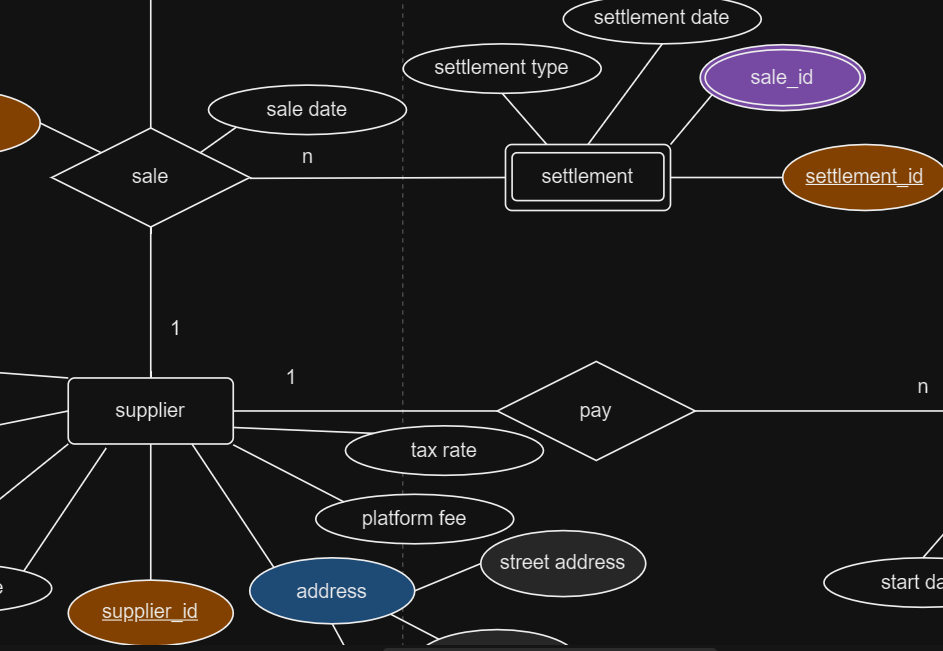 settlement date
settlement type
sale_id
sale date
n
sale
settlement
settlement_id
1
1
n
supplier
pay
tax rate
platform fee
street address
address
start da
e
supplier_id